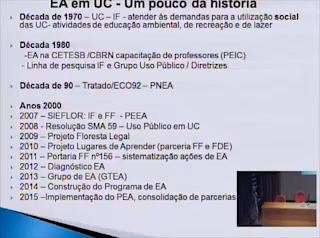 EA em UC - Um pouco da história
Década de 1970 – UC – IF - atender às demandas para a utilização social
das UC- atividades de educação ambiental, de recreação e de lazer
Década 1980
-EA na CETESB /CBRN capacitação de professores (PEIC)
- Linha de pesquisa IF e Grupo Uso Público / Diretrizes
Década de 90 – Tratado/ECO92 – PNEA
Anos 2000
2007 – SIEFLOR: IF e FF - PEEA
2008 - Resolução SMA 59 – Uso Público em UC
2009 – Projeto Floresta Legal
2010 – Projeto Lugares de Aprender (parceria FF e FDE)
2011 – Portaria FF nº156 – sistematização ações de EA
2012 – Diagnóstico EA
2013 – Grupo de EA (GTEA)
2014 – Construção do Programa de EA
2015 –Implementação do PEA, consolidação de parcerias